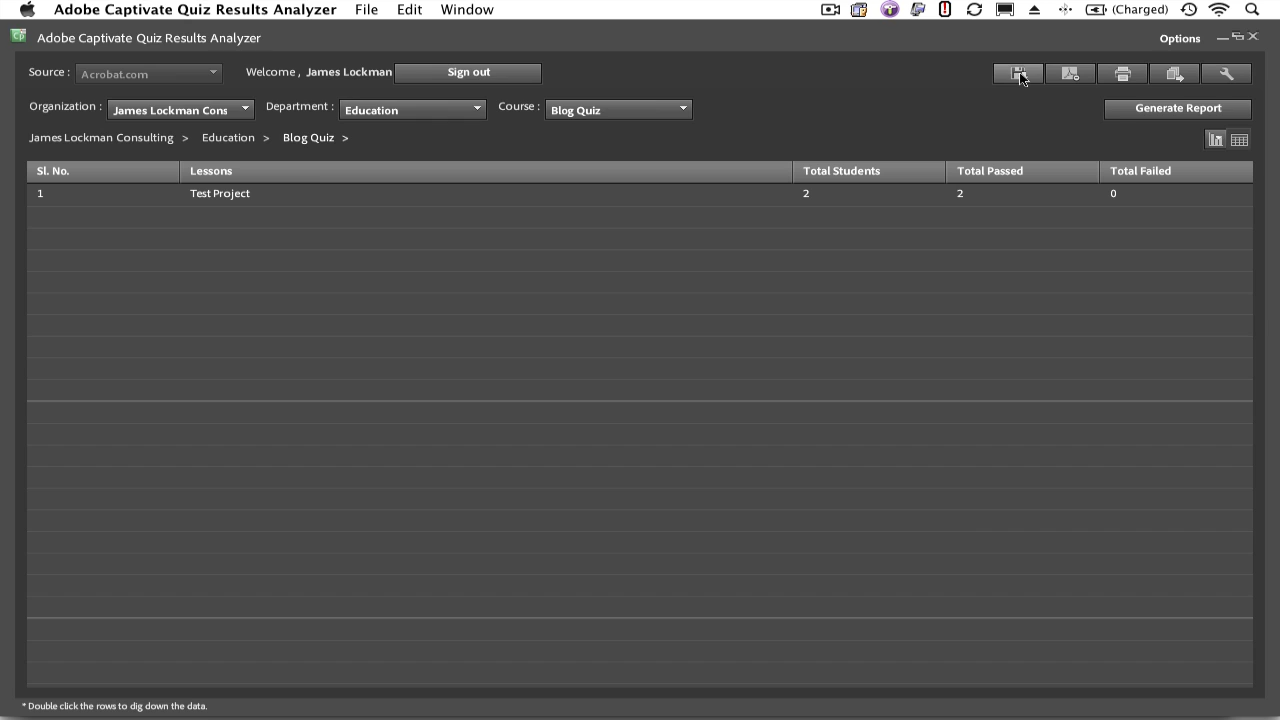 Adobe Captivate Quiz Results Analyzer File Edit Window (Charged)
Cp Adobe Captivate Quiz Results Analyzer Options
Source : Acrobat.com Welcome , James Lockman Sign out
Organization : James Lockman Cons Department : Education Course : Blog Quiz Generate Report
James Lockman Consulting > Education > Blog Quiz >
Sl. No. Lessons Total Students Total Passed Total Failed
1 Test Project 2 2 0
* Double click the rows to dig down the data.